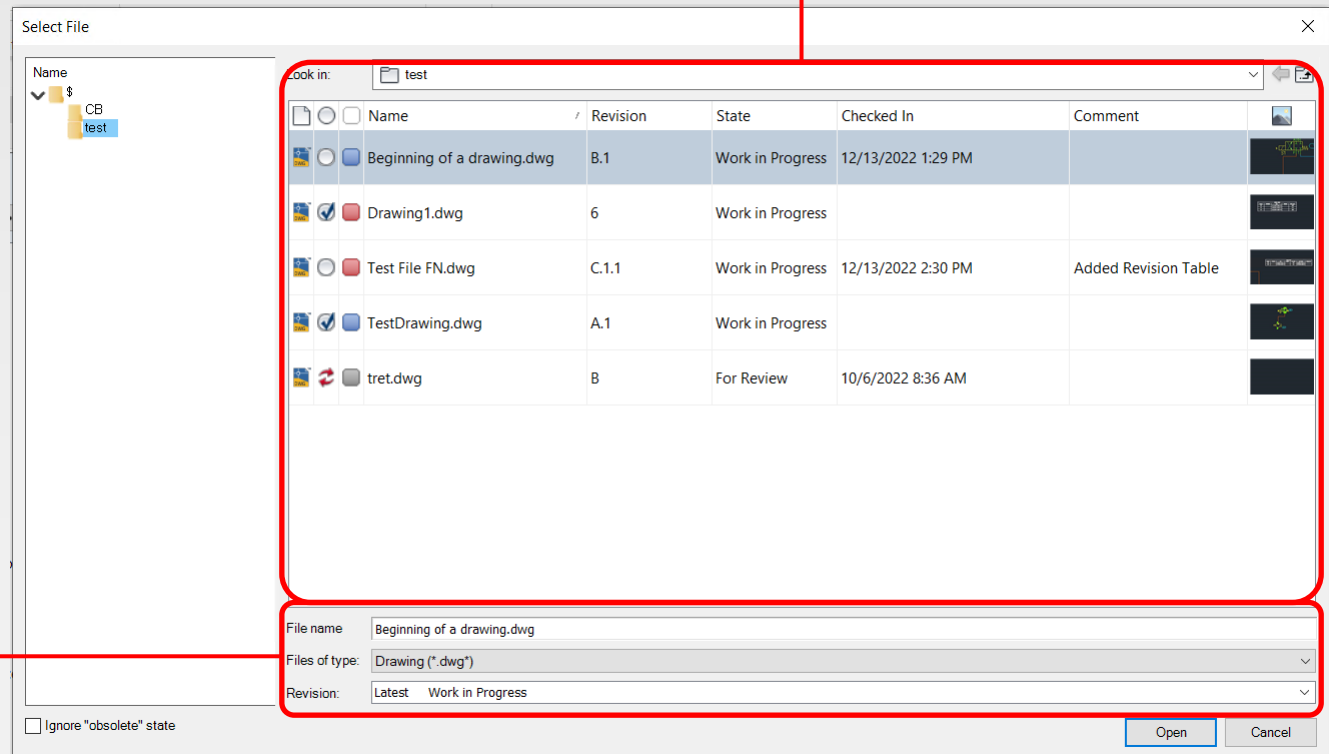 Select File
Name
$
CB
test
Look in: test
Name / Revision State Checked In Comment
Beginning of a drawing.dwg B.1 Work in Progress 12/13/2022 1:29 PM
Drawing1.dwg 6 Work in Progress
Test File FN.dwg C.1.1 Work in Progress 12/13/2022 2:30 PM Added Revision Table
TestDrawing.dwg A.1 Work in Progress
tret.dwg B For Review 10/6/2022 8:36 AM
File name Beginning of a drawing.dwg
Files of type: Drawing (*.dwg*)
Revision: Latest Work in Progress
Ignore "obsolete" state
Open Cancel